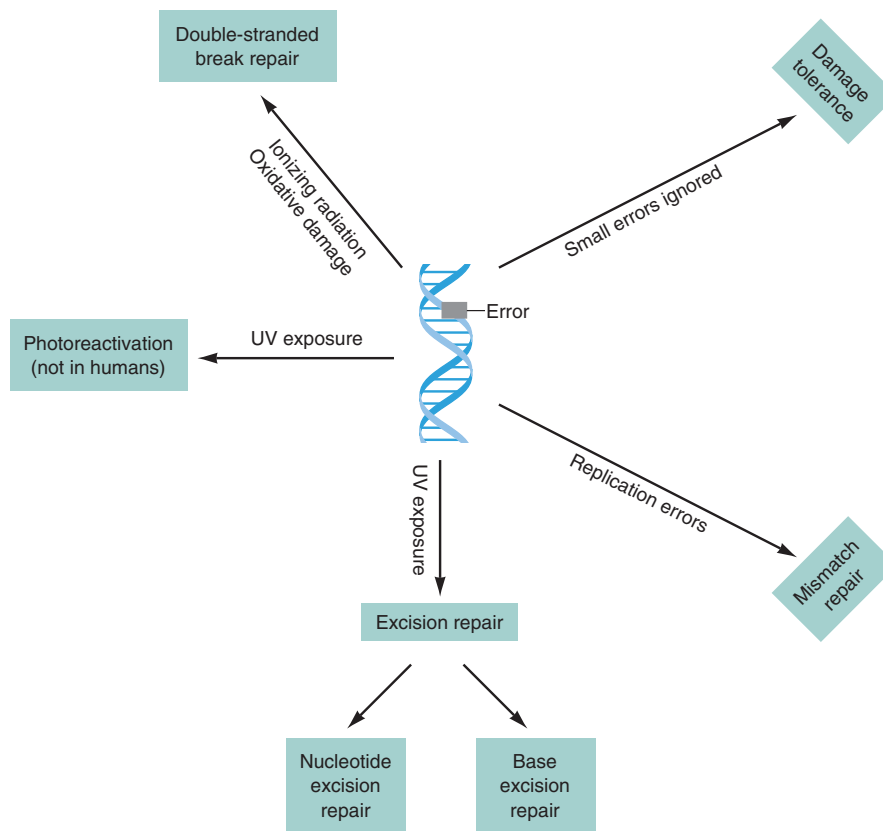 Double-stranded
break repair
Damage
tolerance
Ionizing radiation
Oxidative damage
Small errors ignored
Error
Photoreactivation
(not in humans)
UV exposure
UV exposure
Replication errors
Mismatch
repair
Excision repair
Nucleotide
excision
repair
Base
excision
repair